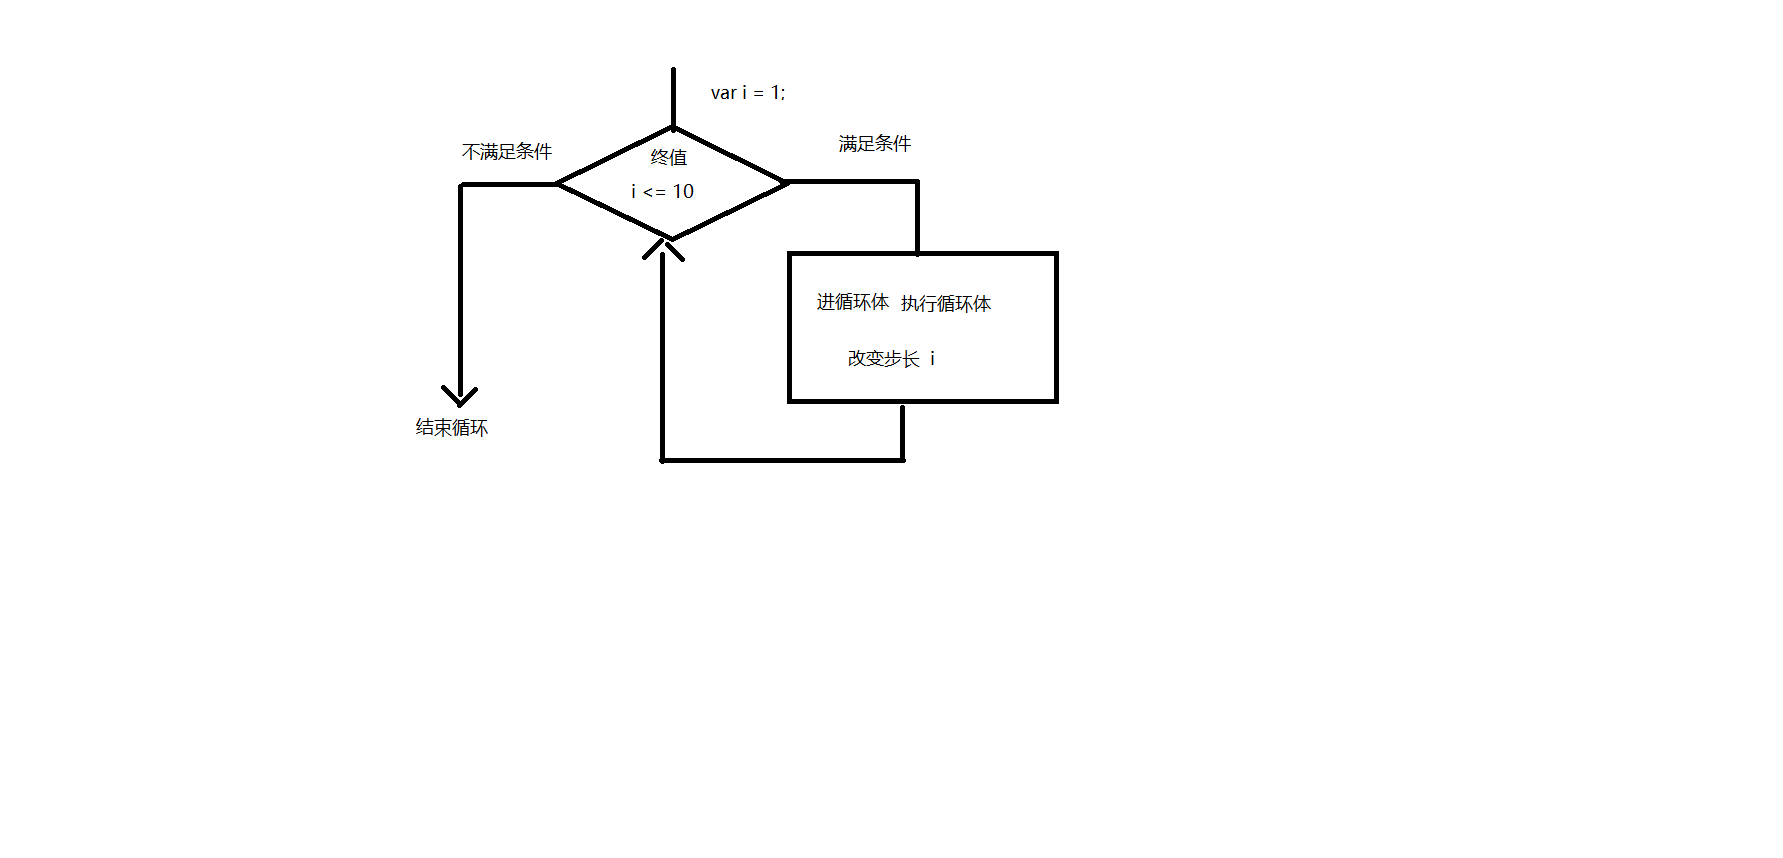 var i = 1;
不满足条件
满足条件
终值
i <= 10
进循环体 执行循环体
改变步长 i
结束循环